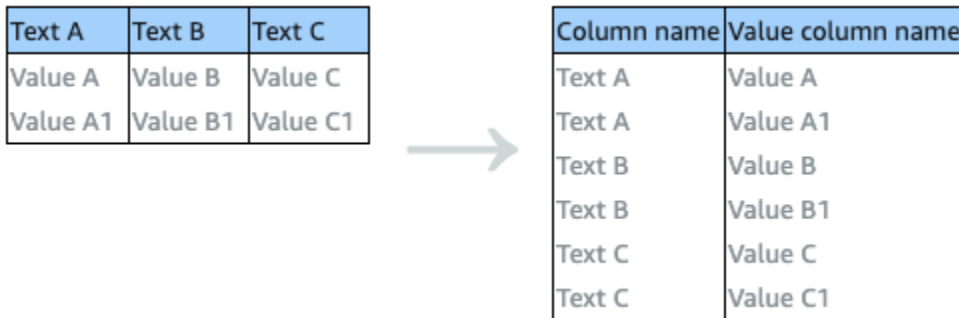 Text A Text B Text C
Value A Value B Value C
Value A1 Value B1 Value C1
Column name Value column name
Text A Value A
Text A Value A1
Text B Value B
Text B Value B1
Text C Value C
Text C Value C1